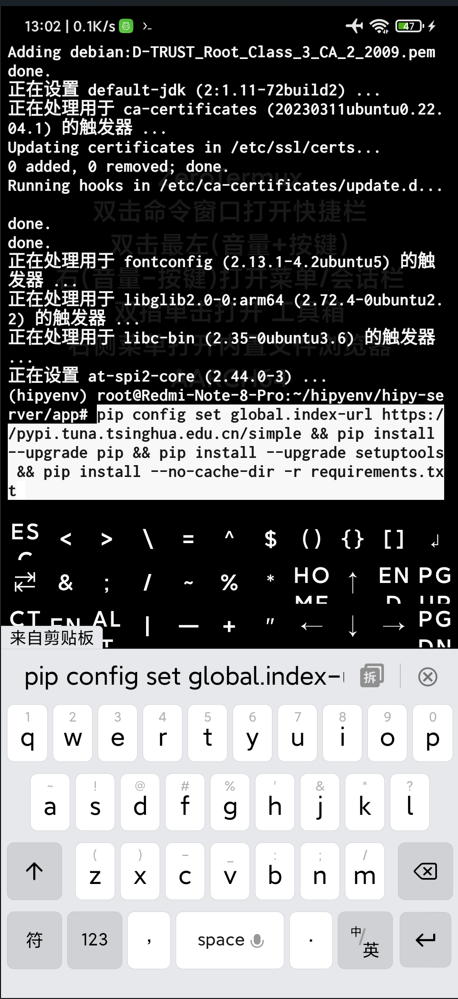 13:02 | 0.1K/s
47
Adding debian:D-TRUST_Root_Class_3_CA_2_2009.pem
done.
正在设置 default-jdk (2:1.11-72build2) ...
正在处理用于 ca-certificates (20230311ubuntu0.22.
04.1) 的触发器 ...
Updating certificates in /etc/ssl/certs...
0 added, 0 removed; done.
Running hooks in /etc/ca-certificates/update.d...
双击命令窗口打开快捷栏
done.
done.
双击最左(音量+按键)
正在处理用于 fontconfig (2.13.1-4.2ubuntu5) 的触
发器 ...
(音量-按键)打开菜单/会话栏
正在处理用于 libglib2.0-0:arm64 (2.72.4-0ubuntu2.
2) 的触发器 ...
双指单击打开 工具箱
正在处理用于 libc-bin (2.35-0ubuntu3.6) 的触发器
...
右侧菜单打开内置文件浏览器
正在设置 at-spi2-core (2.44.0-3) ...
(hipyenv) root@Redmi-Note-8-Pro:~/hipyenv/hipy-se
rver/app# pip config set global.index-url https:/
/pypi.tuna.tsinghua.edu.cn/simple && pip install
--upgrade pip && pip install --upgrade setuptools
&& pip install --no-cache-dir -r requirements.tx
t
ESC < > \ = ^ $ () {} [] ↲
⇄ & ; / ~ % * HOME ↑ END PGUP
CT EN ALT | — + " ← ↓ → PGDN
来自剪贴板
pip config set global.index-
拆
1 2 3 4 5 6 7 8 9 0
q w e r t y u i o p
~ ! @ # % ' & * ?
a s d f g h j k l
( ) - _ : ; /
z x c v b n m
符 123 , space . 中/英